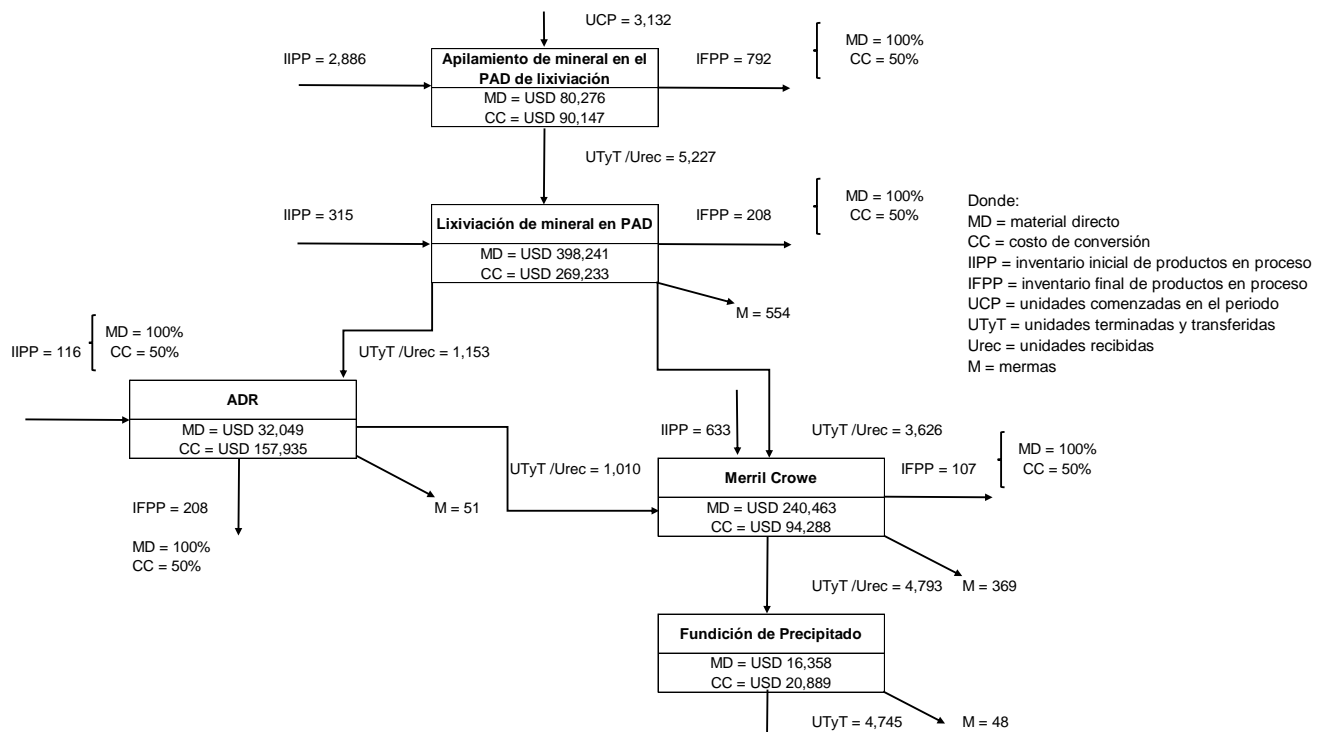 UCP = 3,132
IIPP = 2,886
Apilamiento de mineral en el
PAD de lixiviación
MD = USD 80,276
CC = USD 90,147
IFPP = 792
MD = 100%
CC = 50%
UTyT /Urec = 5,227
IIPP = 315
Lixiviación de mineral en PAD
MD = USD 398,241
CC = USD 269,233
IFPP = 208
MD = 100%
CC = 50%
M = 554
Donde:
MD = material directo
CC = costo de conversión
IIPP = inventario inicial de productos en proceso
IFPP = inventario final de productos en proceso
UCP = unidades comenzadas en el periodo
UTyT = unidades terminadas y transferidas
Urec = unidades recibidas
M = mermas
IIPP = 116
MD = 100%
CC = 50%
UTyT /Urec = 1,153
ADR
MD = USD 32,049
CC = USD 157,935
IFPP = 208
MD = 100%
CC = 50%
M = 51
UTyT /Urec = 1,010
IIPP = 633
UTyT /Urec = 3,626
Merril Crowe
MD = USD 240,463
CC = USD 94,288
IFPP = 107
MD = 100%
CC = 50%
UTyT /Urec = 4,793
M = 369
Fundición de Precipitado
MD = USD 16,358
CC = USD 20,889
UTyT = 4,745
M = 48